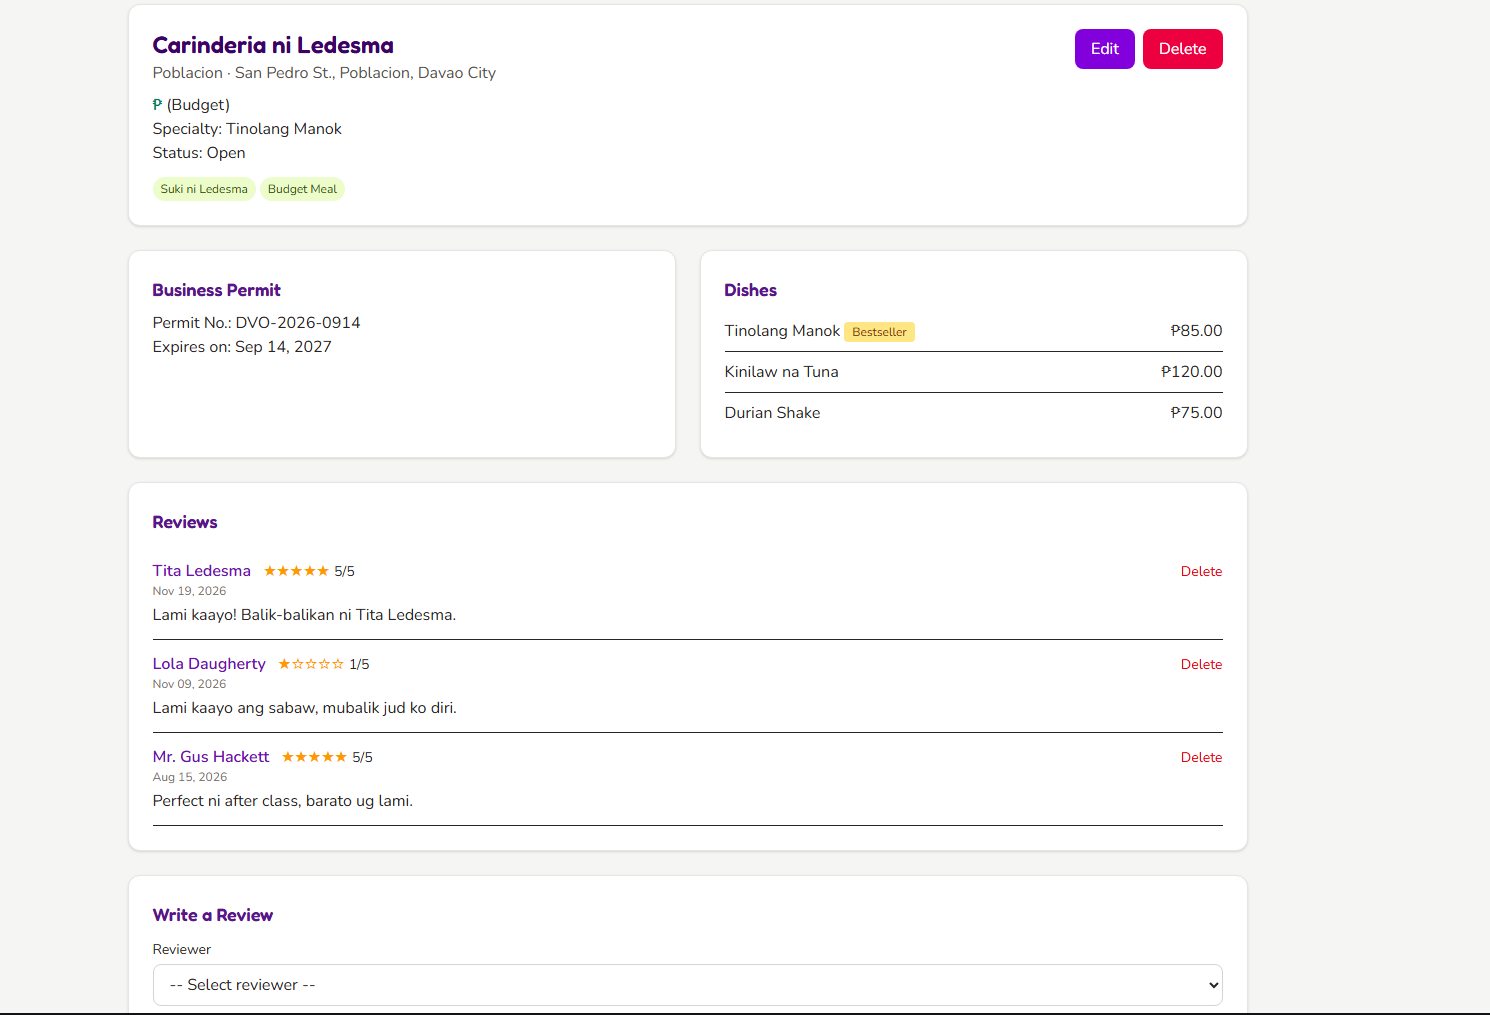 Carinderia ni Ledesma
Edit
Delete
Poblacion · San Pedro St., Poblacion, Davao City
₱ (Budget)
Specialty: Tinolang Manok
Status: Open
Suki ni Ledesma
Budget Meal
Business Permit
Permit No.: DVO-2026-0914
Expires on: Sep 14, 2027
Dishes
Tinolang Manok Bestseller ₱85.00
Kinilaw na Tuna ₱120.00
Durian Shake ₱75.00
Reviews
Tita Ledesma ★★★★★ 5/5 Delete
Nov 19, 2026
Lami kaayo! Balik-balikan ni Tita Ledesma.
Lola Daugherty ★☆☆☆☆ 1/5 Delete
Nov 09, 2026
Lami kaayo ang sabaw, mubalik jud ko diri.
Mr. Gus Hackett ★★★★★ 5/5 Delete
Aug 15, 2026
Perfect ni after class, barato ug lami.
Write a Review
Reviewer
-- Select reviewer --